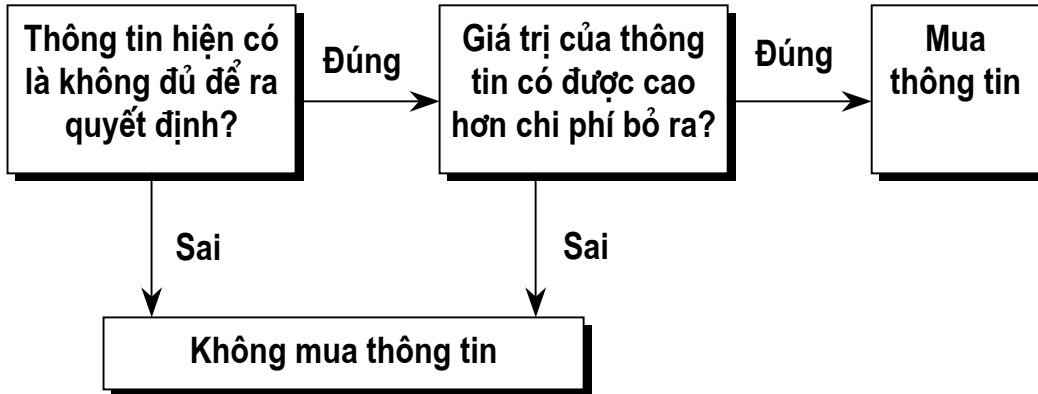 Thông tin hiện có
là không đủ để ra
quyết định?
Đúng
Giá trị của thông
tin có được cao
hơn chi phí bỏ ra?
Đúng
Mua
thông tin
Sai
Sai
Không mua thông tin